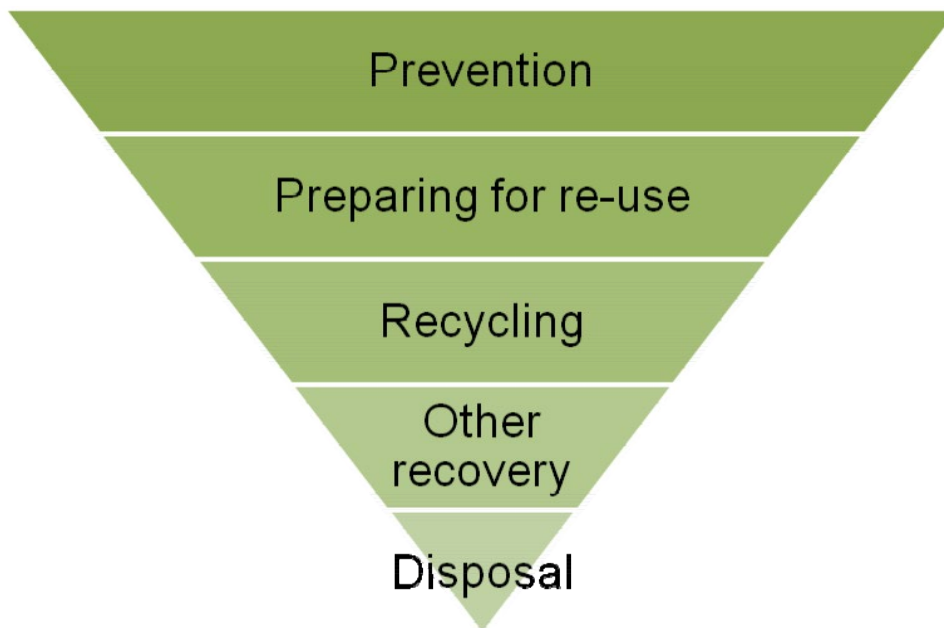 Prevention
Preparing for re-use
Recycling
Other
recovery
Disposal